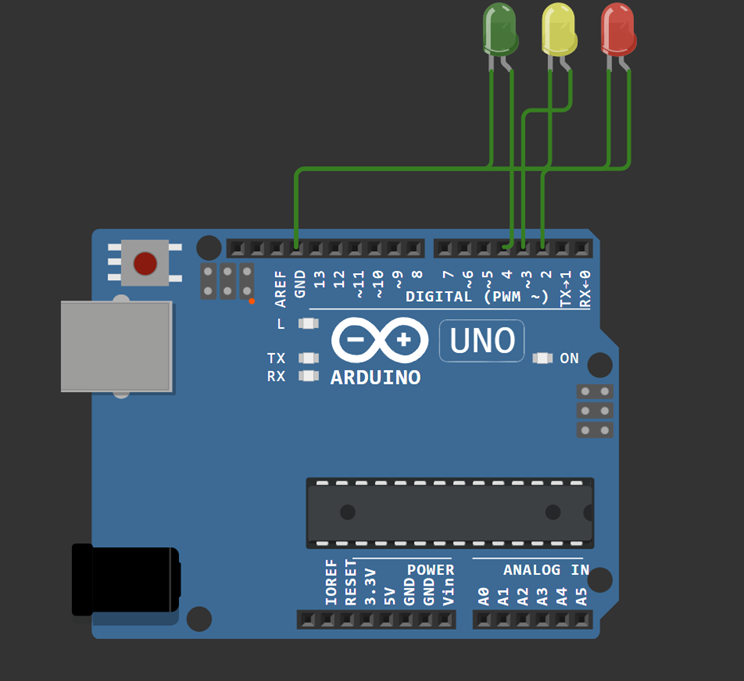 AREF
GND
13
12
~11
~10
~9
8
7
~6
~5
4
~3
2
TX→1
RX←0
DIGITAL (PWM ~)
L
TX
RX
ARDUINO
UNO
ON
IOREF
RESET
3.3V
5V
GND
GND
Vin
POWER
ANALOG IN
A0
A1
A2
A3
A4
A5